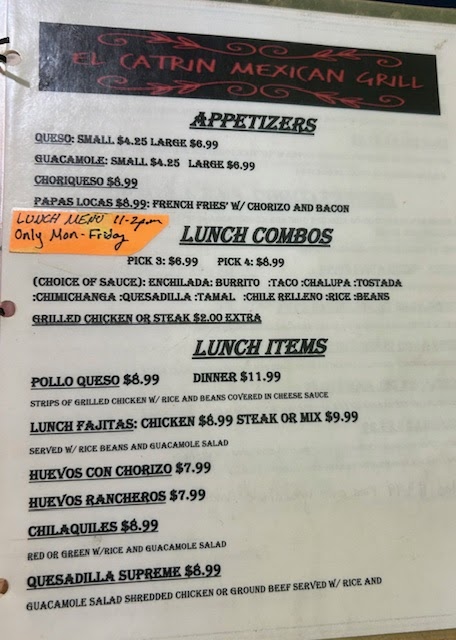 EL CATRIN MEXICAN GRILL
APPETIZERS
QUESO: SMALL $4.25 LARGE $6.99
GUACAMOLE: SMALL $4.25 LARGE $6.99
CHORIQUESO $8.99
PAPAS LOCAS $8.99: FRENCH FRIES' W/ CHORIZO AND BACON
LUNCH MENU 11-2pm
Only Mon-Friday
LUNCH COMBOS
PICK 3: $6.99 PICK 4: $8.99
(CHOICE OF SAUCE): ENCHILADA: BURRITO :TACO :CHALUPA :TOSTADA
:CHIMICHANGA :QUESADILLA :TAMAL :CHILE RELLENO :RICE :BEANS
GRILLED CHICKEN OR STEAK $2.00 EXTRA
LUNCH ITEMS
POLLO QUESO $8.99 DINNER $11.99
STRIPS OF GRILLED CHICKEN W/ RICE AND BEANS COVERED IN CHEESE SAUCE
LUNCH FAJITAS: CHICKEN $8.99 STEAK OR MIX $9.99
SERVED W/ RICE BEANS AND GUACAMOLE SALAD
HUEVOS CON CHORIZO $7.99
HUEVOS RANCHEROS $7.99
CHILAQUILES $8.99
RED OR GREEN W/RICE AND GUACAMOLE SALAD
QUESADILLA SUPREME $8.99
GUACAMOLE SALAD SHREDDED CHICKEN OR GROUND BEEF SERVED W/ RICE AND